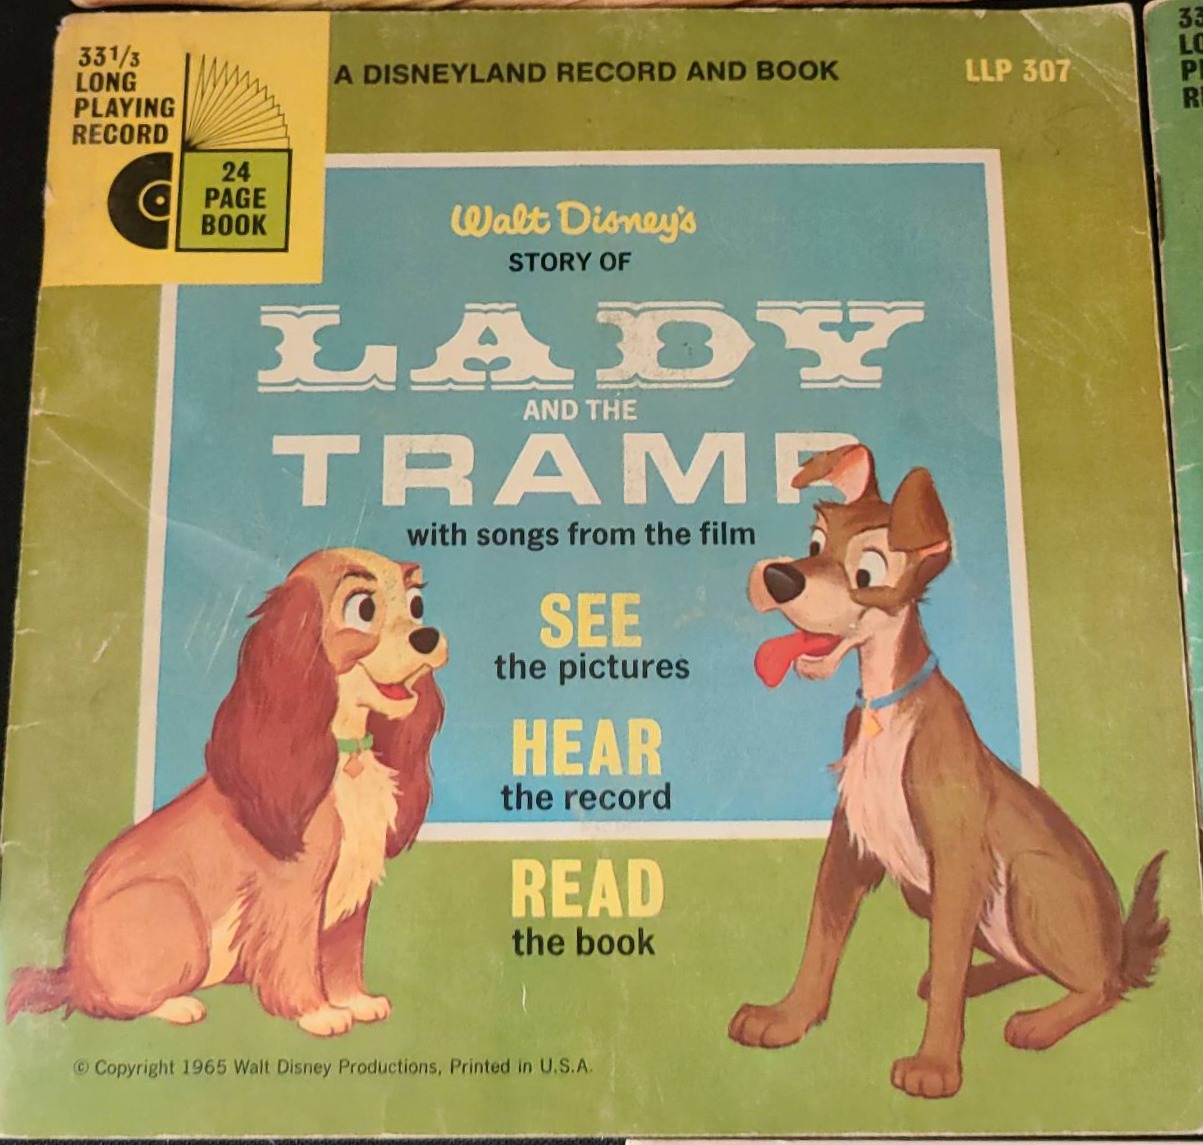 33 1/3
LONG
PLAYING
RECORD
24
PAGE
BOOK
A DISNEYLAND RECORD AND BOOK
LLP 307
Walt Disney's
STORY OF
LADY
AND THE
TRAMP
with songs from the film
SEE
the pictures
HEAR
the record
READ
the book
© Copyright 1965 Walt Disney Productions, Printed in U.S.A.